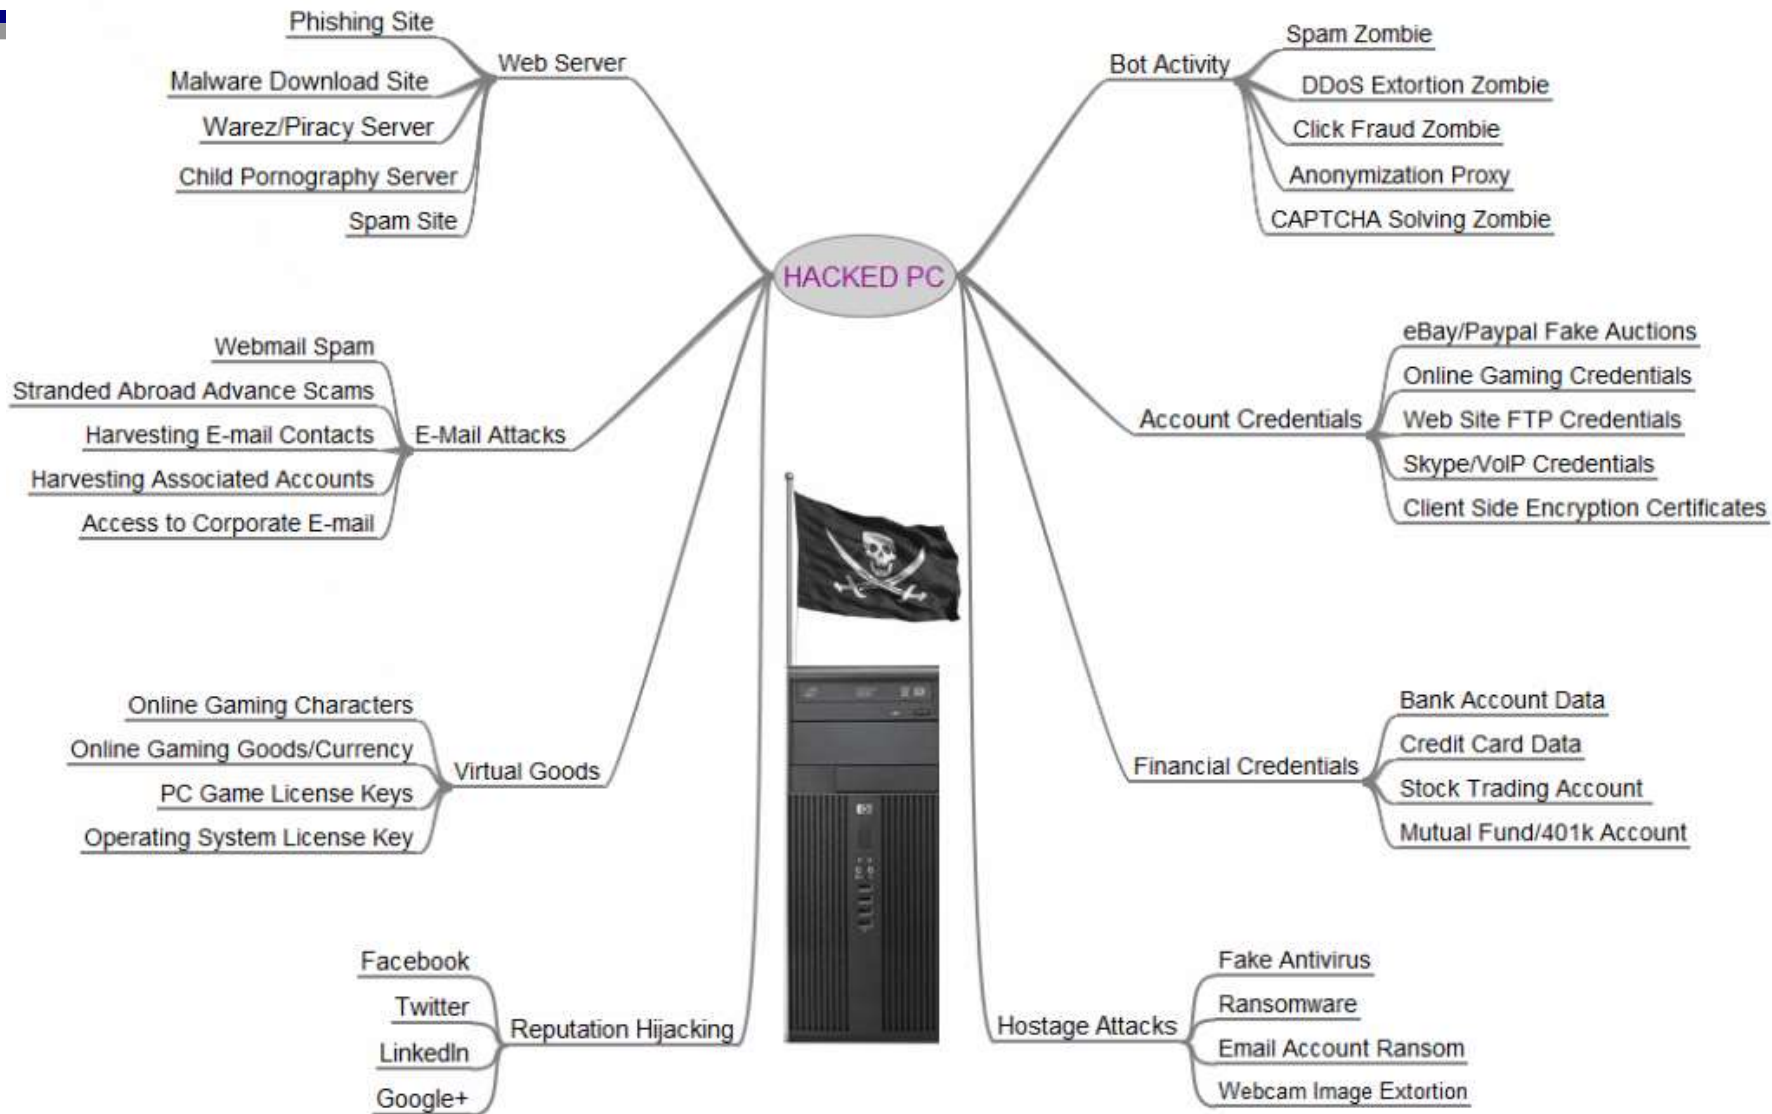 HACKED PC
Web Server
Phishing Site
Malware Download Site
Warez/Piracy Server
Child Pornography Server
Spam Site
E-Mail Attacks
Webmail Spam
Stranded Abroad Advance Scams
Harvesting E-mail Contacts
Harvesting Associated Accounts
Access to Corporate E-mail
Virtual Goods
Online Gaming Characters
Online Gaming Goods/Currency
PC Game License Keys
Operating System License Key
Reputation Hijacking
Facebook
Twitter
LinkedIn
Google+
Bot Activity
Spam Zombie
DDoS Extortion Zombie
Click Fraud Zombie
Anonymization Proxy
CAPTCHA Solving Zombie
Account Credentials
eBay/Paypal Fake Auctions
Online Gaming Credentials
Web Site FTP Credentials
Skype/VoIP Credentials
Client Side Encryption Certificates
Financial Credentials
Bank Account Data
Credit Card Data
Stock Trading Account
Mutual Fund/401k Account
Hostage Attacks
Fake Antivirus
Ransomware
Email Account Ransom
Webcam Image Extortion
hp